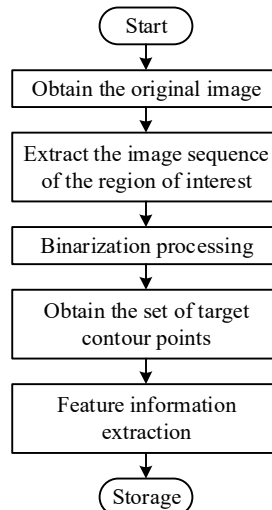 Start
Obtain the original image
Extract the image sequence
of the region of interest
Binarization processing
Obtain the set of target
contour points
Feature information
extraction
Storage